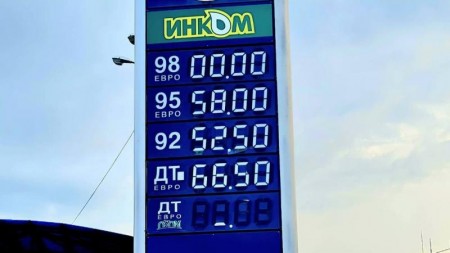 ИНКОМ
98 ЕВРО 00.00
95 ЕВРО 58.00
92 52.50
ДТ ЕВРО 66.50
ДТ ЕВРО